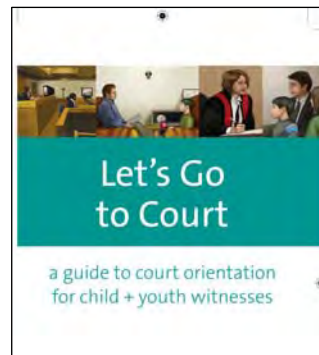 Let's Go
to Court
a guide to court orientation
for child + youth witnesses